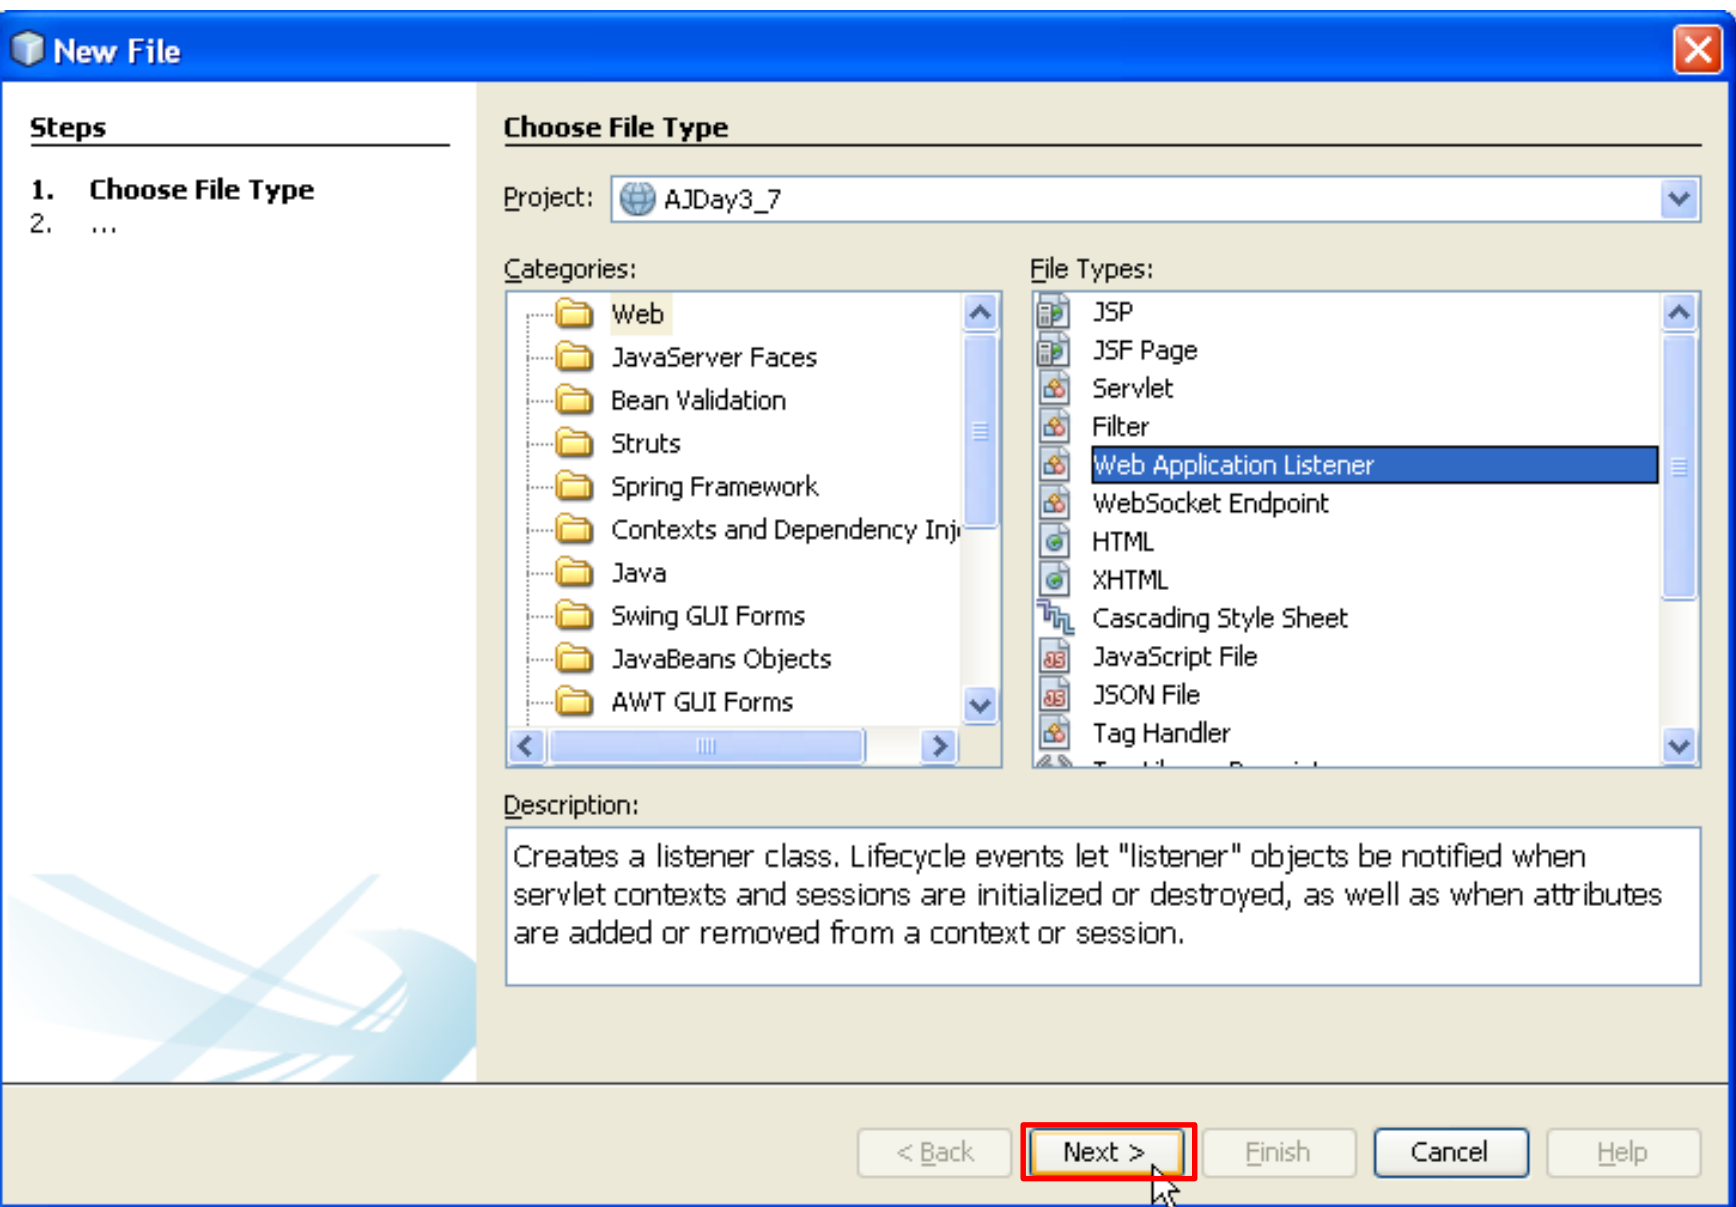 New File
Steps
1. Choose File Type
2. ...
Choose File Type
Project: AJDay3_7
Categories:
Web
JavaServer Faces
Bean Validation
Struts
Spring Framework
Contexts and Dependency Inj
Java
Swing GUI Forms
JavaBeans Objects
AWT GUI Forms
File Types:
JSP
JSF Page
Servlet
Filter
Web Application Listener
WebSocket Endpoint
HTML
XHTML
Cascading Style Sheet
JavaScript File
JSON File
Tag Handler
Description:
Creates a listener class. Lifecycle events let "listener" objects be notified when
servlet contexts and sessions are initialized or destroyed, as well as when attributes
are added or removed from a context or session.
< Back Next > Finish Cancel Help